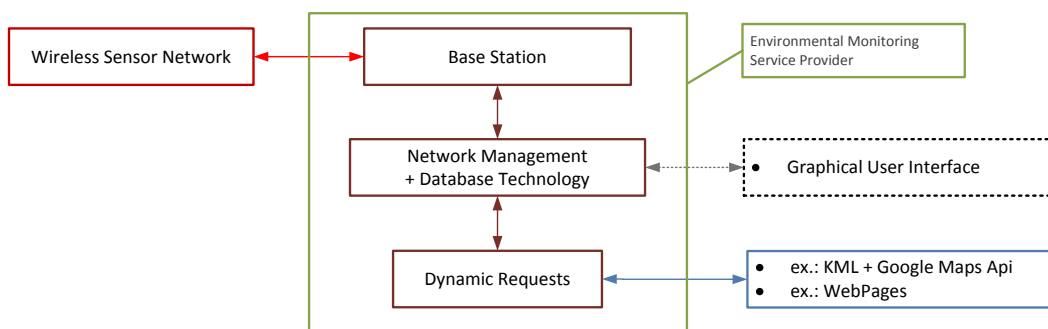 Wireless Sensor Network
Base Station
Environmental Monitoring
Service Provider
Network Management
+ Database Technology
• Graphical User Interface
Dynamic Requests
• ex.: KML + Google Maps Api
• ex.: WebPages